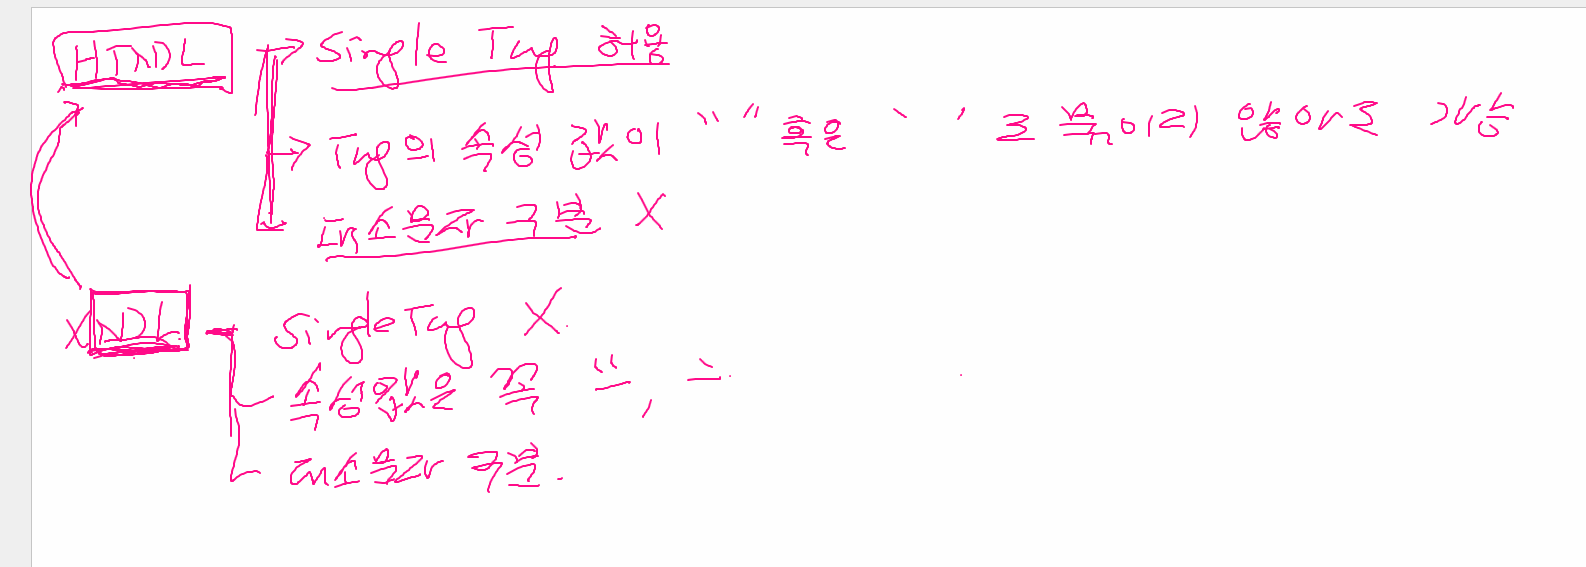 HTML
Single Tag 허용
Tag의 속성 값이 " " 혹은 ' ' 로 묶이지 않아도 가능
대소문자 구분 X
XML
Single Tag X.
속성값은 꼭 " , '
대소문자 구분.